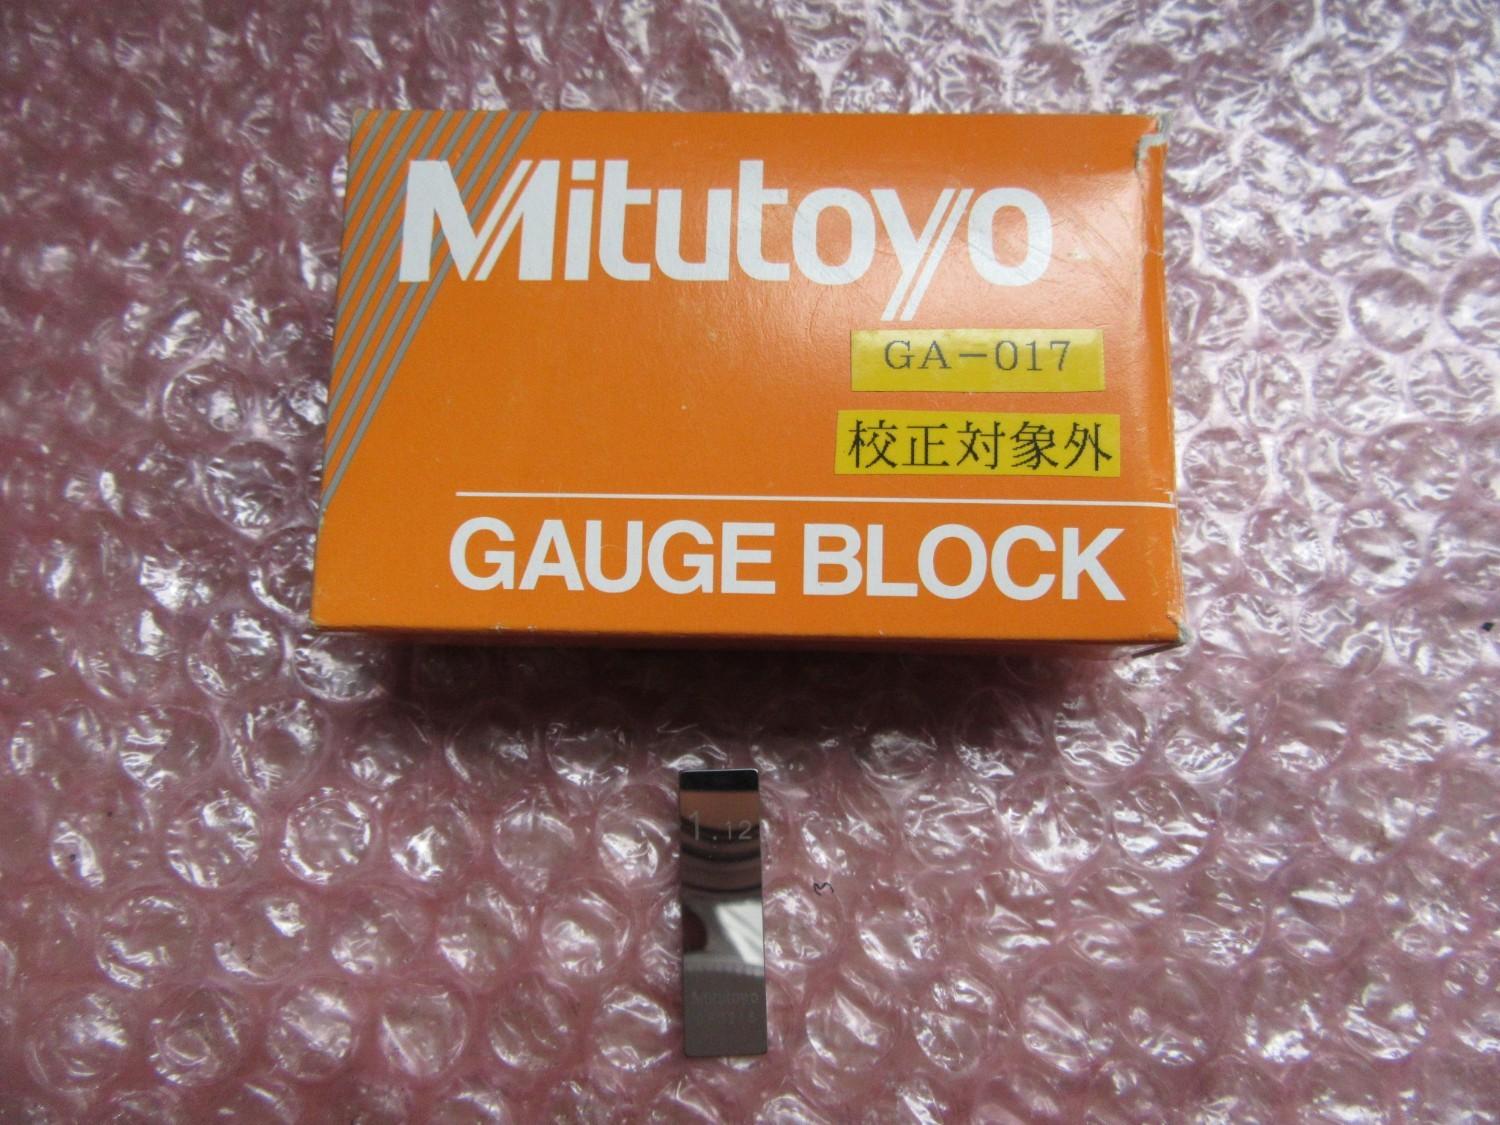 Mitutoyo
GA-017
校正対象外
GAUGE BLOCK
1.12
Mitutoyo